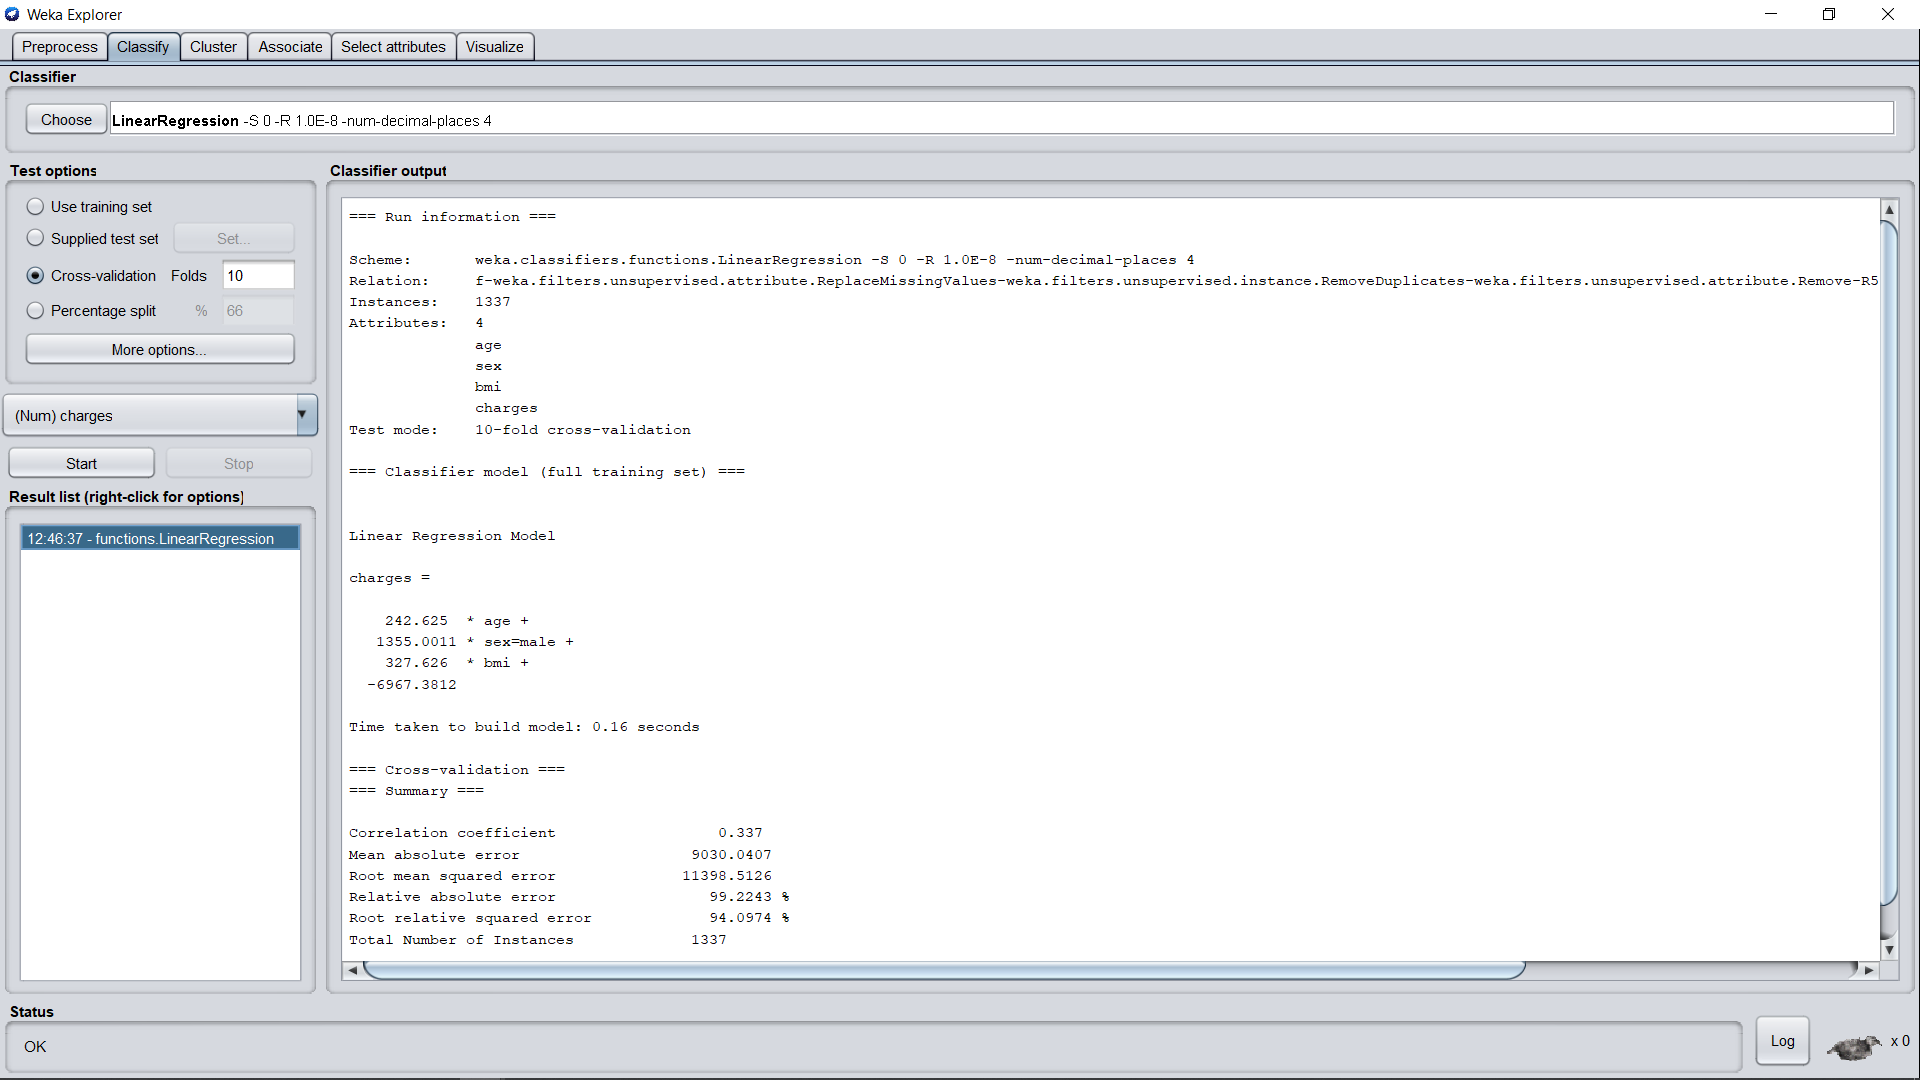 Weka Explorer
Preprocess Classify Cluster Associate Select attributes Visualize
Classifier
Choose LinearRegression -S 0 -R 1.0E-8 -num-decimal-places 4
Test options
Use training set
Supplied test set Set...
Cross-validation Folds 10
Percentage split % 66
More options...
(Num) charges
Start Stop
Result list (right-click for options)
12:46:37 - functions.LinearRegression
Classifier output
=== Run information ===
Scheme: weka.classifiers.functions.LinearRegression -S 0 -R 1.0E-8 -num-decimal-places 4
Relation: f-weka.filters.unsupervised.attribute.ReplaceMissingValues-weka.filters.unsupervised.instance.RemoveDuplicates-weka.filters.unsupervised.attribute.Remove-R5
Instances: 1337
Attributes: 4
age
sex
bmi
charges
Test mode: 10-fold cross-validation
=== Classifier model (full training set) ===
Linear Regression Model
charges =
242.625 * age +
1355.0011 * sex=male +
327.626 * bmi +
-6967.3812
Time taken to build model: 0.16 seconds
=== Cross-validation ===
=== Summary ===
Correlation coefficient 0.337
Mean absolute error 9030.0407
Root mean squared error 11398.5126
Relative absolute error 99.2243 %
Root relative squared error 94.0974 %
Total Number of Instances 1337
Status
OK
Log
x 0